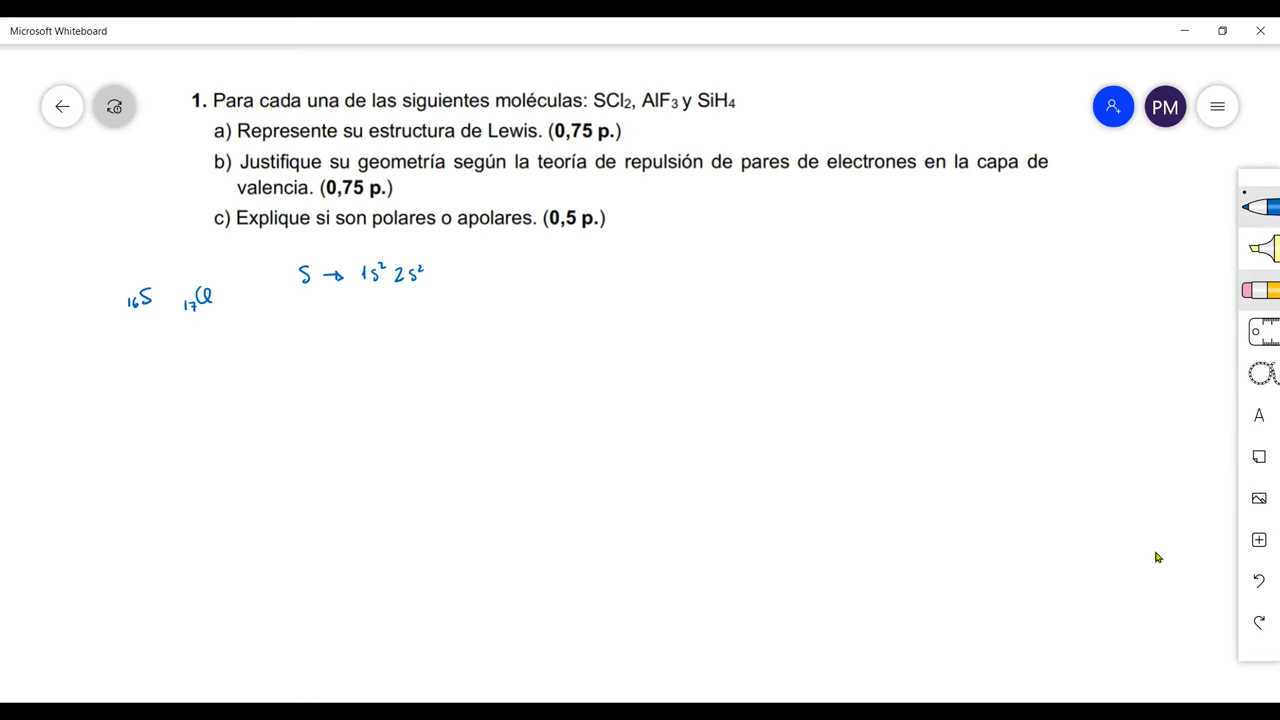 Microsoft Whiteboard
PM
1. Para cada una de las siguientes moléculas: SCl₂, AlF₃ y SiH₄
a) Represente su estructura de Lewis. (0,75 p.)
b) Justifique su geometría según la teoría de repulsión de pares de electrones en la capa de
valencia. (0,75 p.)
c) Explique si son polares o apolares. (0,5 p.)
S → 1s² 2s²
₁₆S ₁₇Cl
A